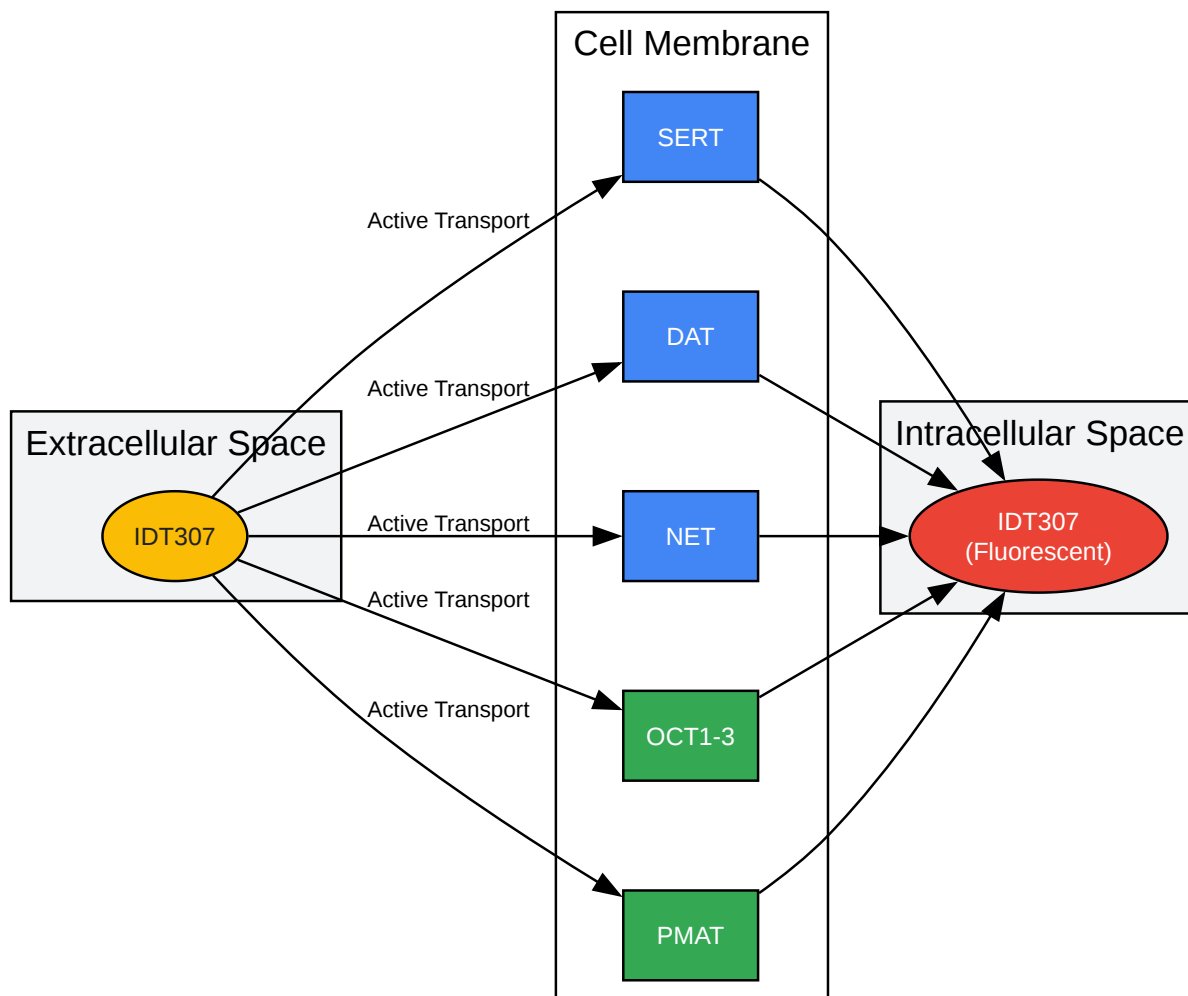 Cell Membrane
SERT
Active Transport
DAT
Active Transport
Extracellular Space
Intracellular Space
IDT307
Active Transport
NET
IDT307
(Fluorescent)
Active Transport
OCT1-3
Active Transport
PMAT